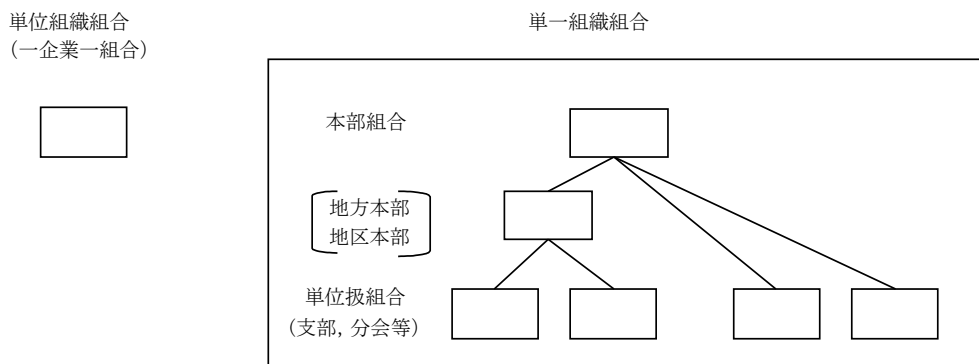 単位組織組合
（一企業一組合）
単一組織組合
本部組合
地方本部
地区本部
単位扱組合
（支部, 分会等）